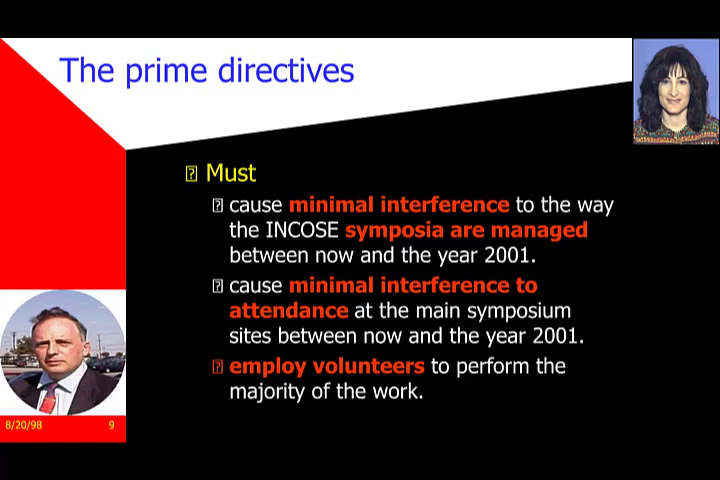 The prime directives
Must
cause minimal interference to the way
the INCOSE symposia are managed
between now and the year 2001.
cause minimal interference to
attendance at the main symposium
sites between now and the year 2001.
employ volunteers to perform the
majority of the work.
8/20/98 9